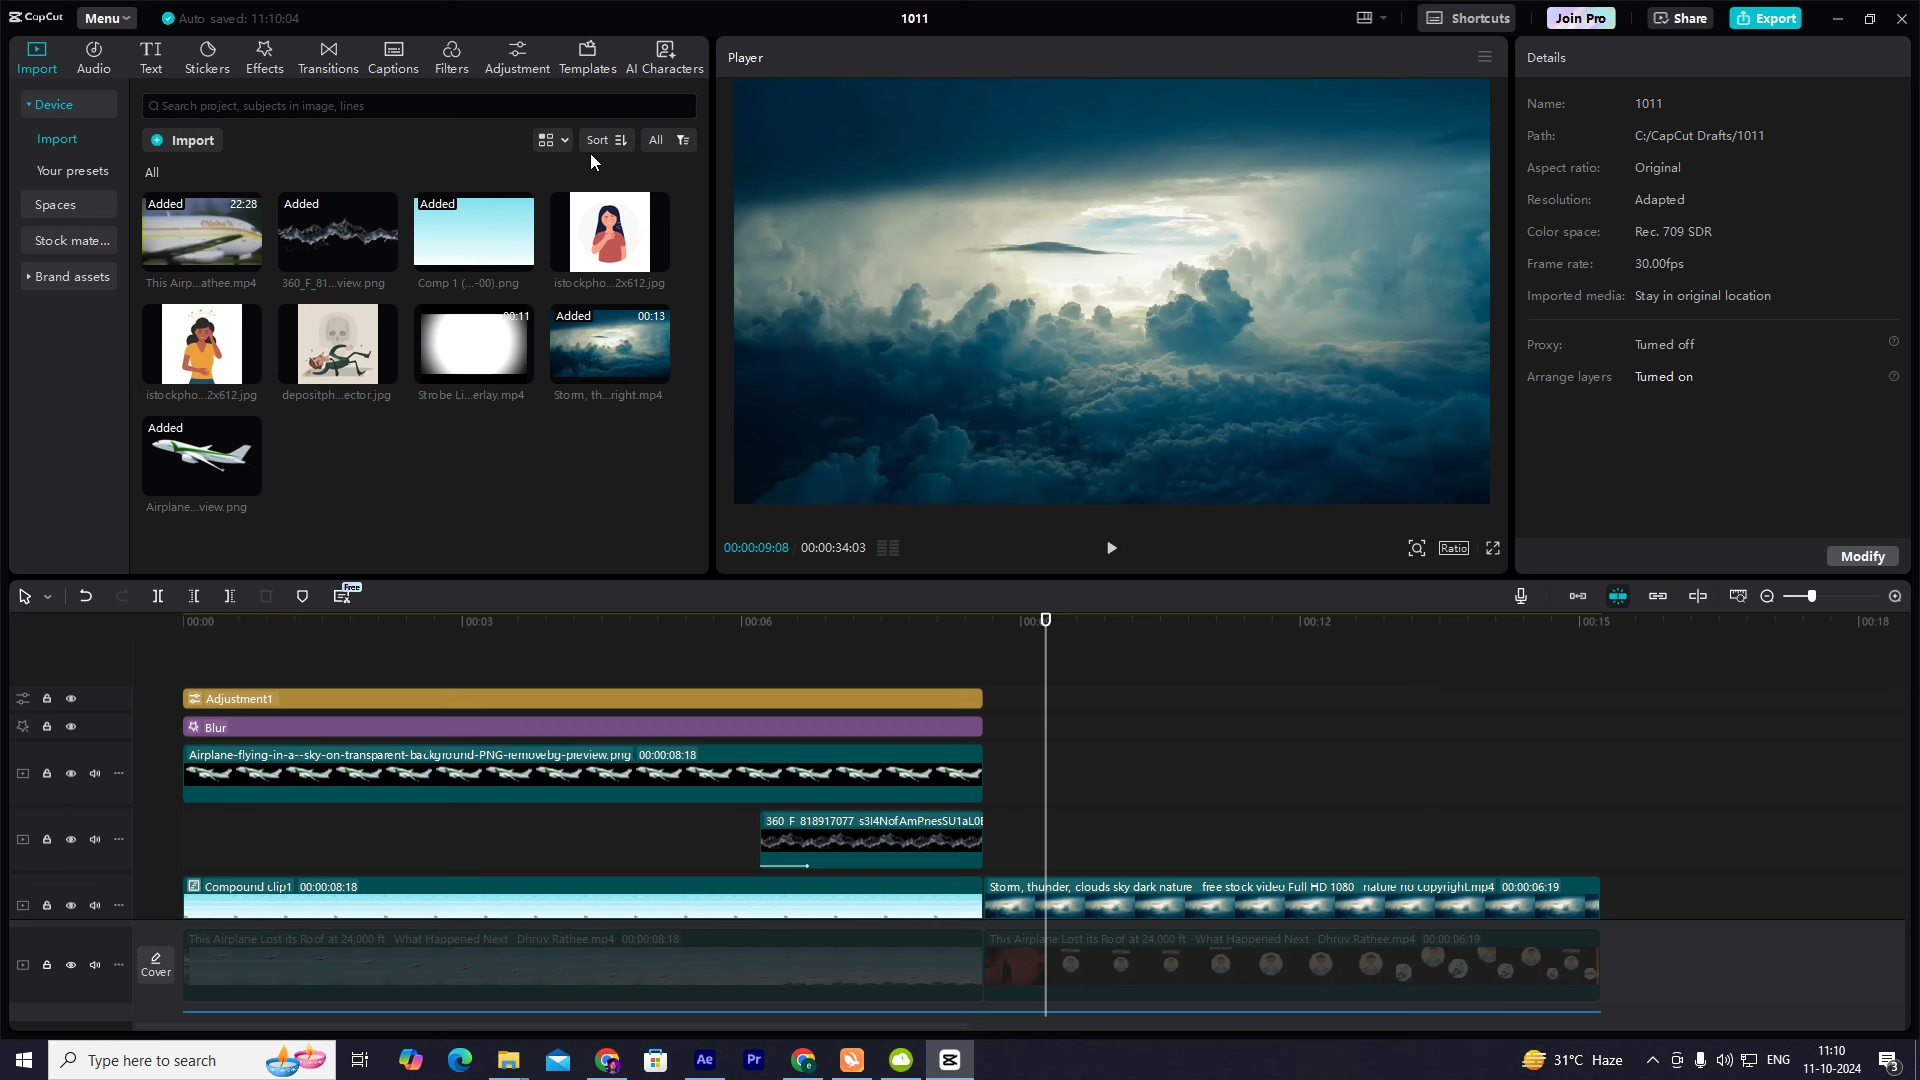 CapCut
Menu
Auto saved: 11:10:04
1011
Shortcuts
Join Pro
Share
Export
Import
Audio
Text
Stickers
Effects
Transitions
Captions
Filters
Adjustment
Templates
AI Characters
Device
Import
Your presets
Spaces
Stock mate...
Brand assets
Search project, subjects in image, lines
Import
Sort
All
All
Added 22:28
Added
Added
This Airp...athee.mp4
360_F_81...view.png
Comp 1 (...-00).png
istockpho...2x612.jpg
00:11
Added 00:13
istockpho...2x612.jpg
depositph...ector.jpg
Strobe Li...erlay.mp4
Storm, th...right.mp4
Added
Airplane...view.png
Player
00:00:09:08
00:00:34:03
Ratio
Details
Name: 1011
Path: C:/CapCut Drafts/1011
Aspect ratio: Original
Resolution: Adapted
Color space: Rec. 709 SDR
Frame rate: 30.00fps
Imported media: Stay in original location
Proxy: Turned off
Arrange layers Turned on
Modify
Free
00:00
00:03
00:06
00:12
00:15
00:18
Adjustment1
Blur
Airplane-flying-in-a--sky-on-transparent-background-PNG-removebg-preview.png 00:00:08:18
360_F_818917077_s3I4NofAmPnesSU1aL0E
Compound clip1 00:00:08:18
Storm, thunder, clouds sky dark nature free stock video Full HD 1080 nature no copyright.mp4 00:00:06:19
This Airplane Lost its Roof at 24,000 ft What Happened Next Dhruv Rathee.mp4 00:00:08:18
This Airplane Lost its Roof at 24,000 ft What Happened Next Dhruv Rathee.mp4 00:00:06:19
Cover
Type here to search
Ae
Pr
31°C Haze
ENG
11:10
11-10-2024
3